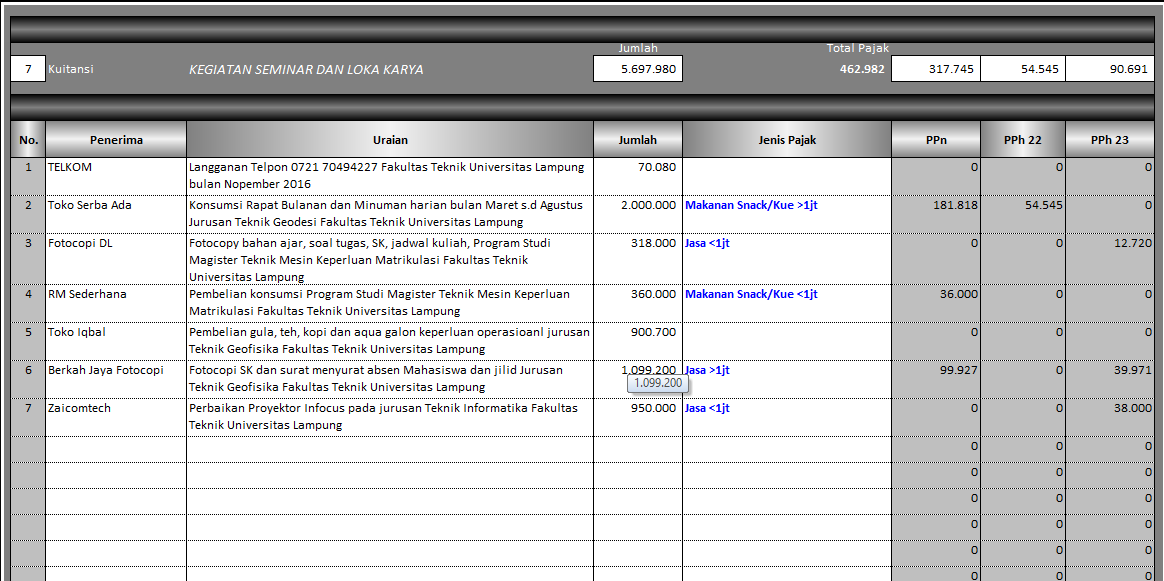 Jumlah Total Pajak
7 Kuitansi KEGIATAN SEMINAR DAN LOKA KARYA 5.697.980 462.982 317.745 54.545 90.691
No. Penerima Uraian Jumlah Jenis Pajak PPn PPh 22 PPh 23
1 TELKOM Langganan Telpon 0721 70494227 Fakultas Teknik Universitas Lampung 70.080 0 0 0
bulan Nopember 2016
2 Toko Serba Ada Konsumsi Rapat Bulanan dan Minuman harian bulan Maret s.d Agustus 2.000.000 Makanan Snack/Kue >1jt 181.818 54.545 0
Jurusan Teknik Geodesi Fakultas Teknik Universitas Lampung
3 Fotocopi DL Fotocopy bahan ajar, soal tugas, SK, jadwal kuliah, Program Studi 318.000 Jasa <1jt 0 0 12.720
Magister Teknik Mesin Keperluan Matrikulasi Fakultas Teknik
Universitas Lampung
4 RM Sederhana Pembelian konsumsi Program Studi Magister Teknik Mesin Keperluan 360.000 Makanan Snack/Kue <1jt 36.000 0 0
Matrikulasi Fakultas Teknik Universitas Lampung
5 Toko Iqbal Pembelian gula, teh, kopi dan aqua galon keperluan operasioanl jurusan 900.700 0 0 0
Teknik Geofisika Fakultas Teknik Universitas Lampung
6 Berkah Jaya Fotocopi Fotocopi SK dan surat menyurat absen Mahasiswa dan jilid Jurusan 1.099.200 Jasa >1jt 99.927 0 39.971
Teknik Geofisika Fakultas Teknik Universitas Lampung 1.099.200
7 Zaicomtech Perbaikan Proyektor Infocus pada jurusan Teknik Informatika Fakultas 950.000 Jasa <1jt 0 0 38.000
Teknik Universitas Lampung
0 0 0
0 0 0
0 0 0
0 0 0
0 0 0
0 0 0